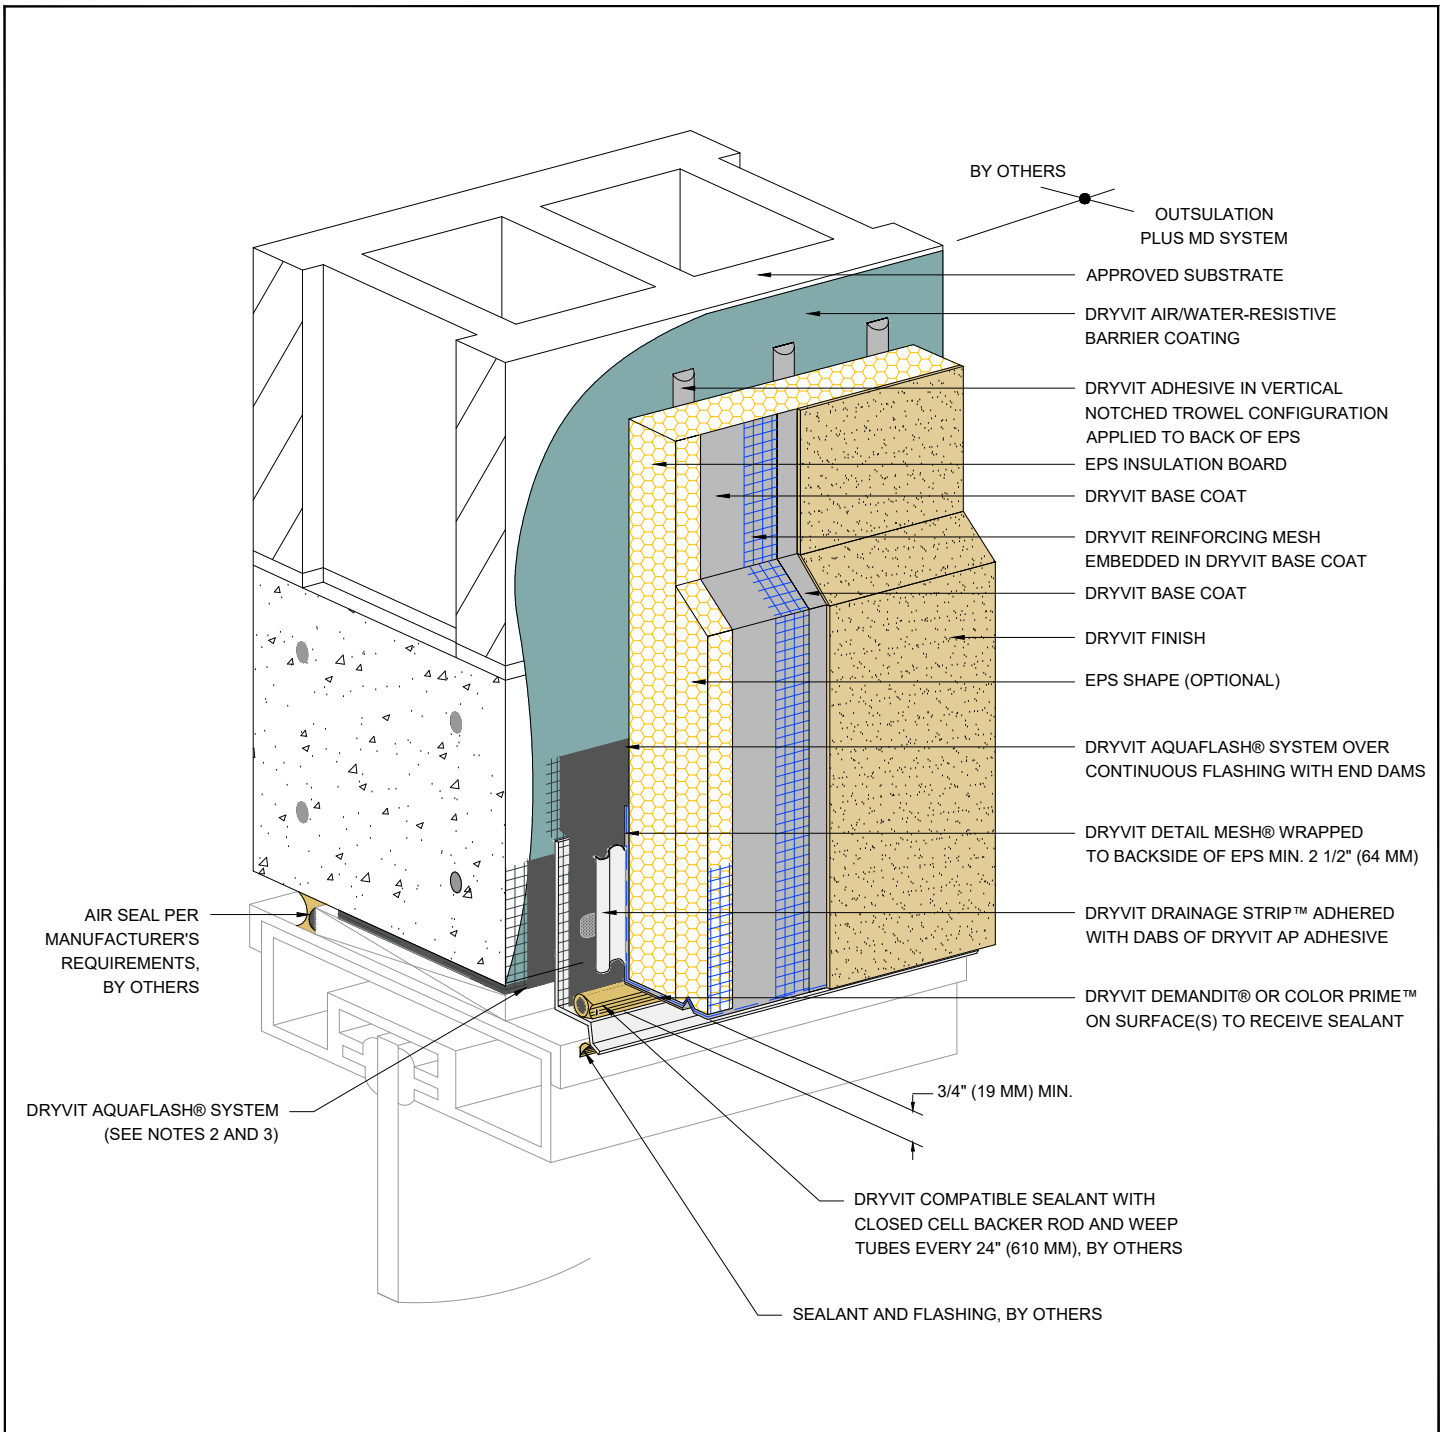 BY OTHERS
OUTSULATION
PLUS MD SYSTEM
APPROVED SUBSTRATE
DRYVIT AIR/WATER-RESISTIVE
BARRIER COATING
DRYVIT ADHESIVE IN VERTICAL
NOTCHED TROWEL CONFIGURATION
APPLIED TO BACK OF EPS
EPS INSULATION BOARD
DRYVIT BASE COAT
DRYVIT REINFORCING MESH
EMBEDDED IN DRYVIT BASE COAT
DRYVIT BASE COAT
DRYVIT FINISH
EPS SHAPE (OPTIONAL)
DRYVIT AQUAFLASH® SYSTEM OVER
CONTINUOUS FLASHING WITH END DAMS
DRYVIT DETAIL MESH® WRAPPED
TO BACKSIDE OF EPS MIN. 2 1/2" (64 MM)
DRYVIT DRAINAGE STRIP™ ADHERED
WITH DABS OF DRYVIT AP ADHESIVE
DRYVIT DEMANDIT® OR COLOR PRIME™
ON SURFACE(S) TO RECEIVE SEALANT
3/4" (19 MM) MIN.
DRYVIT COMPATIBLE SEALANT WITH
CLOSED CELL BACKER ROD AND WEEP
TUBES EVERY 24" (610 MM), BY OTHERS
SEALANT AND FLASHING, BY OTHERS
AIR SEAL PER
MANUFACTURER'S
REQUIREMENTS,
BY OTHERS
DRYVIT AQUAFLASH® SYSTEM
(SEE NOTES 2 AND 3)